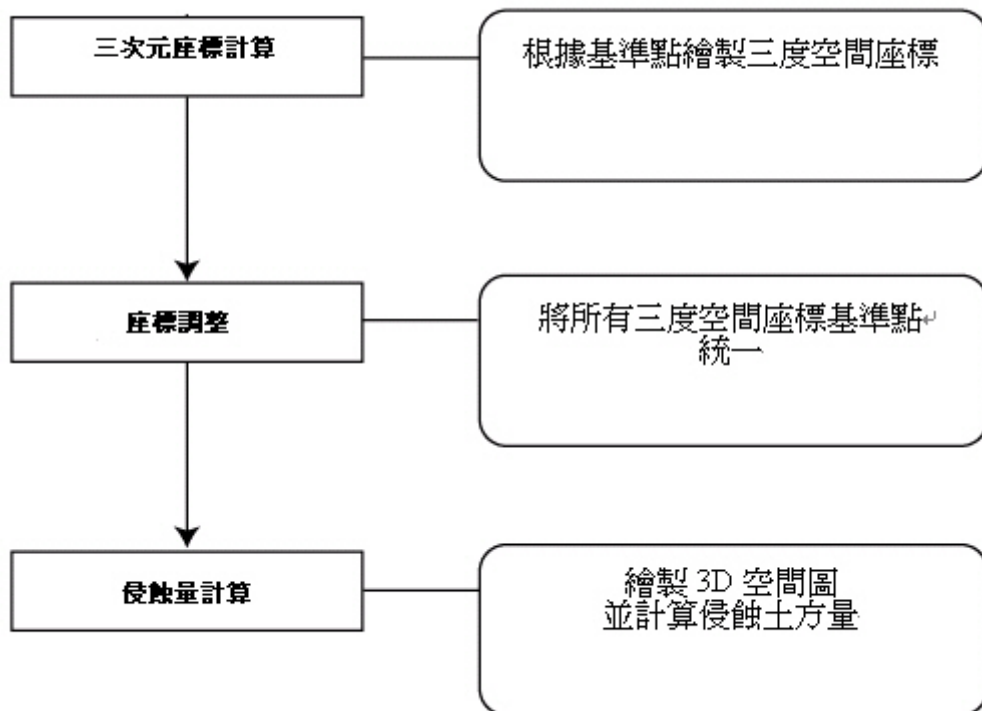 三次元座標計算
根據基準點繪製三度空間座標
座標調整
將所有三度空間座標基準點↵
統一
侵蝕量計算
繪製 3D 空間圖
並計算侵蝕土方量